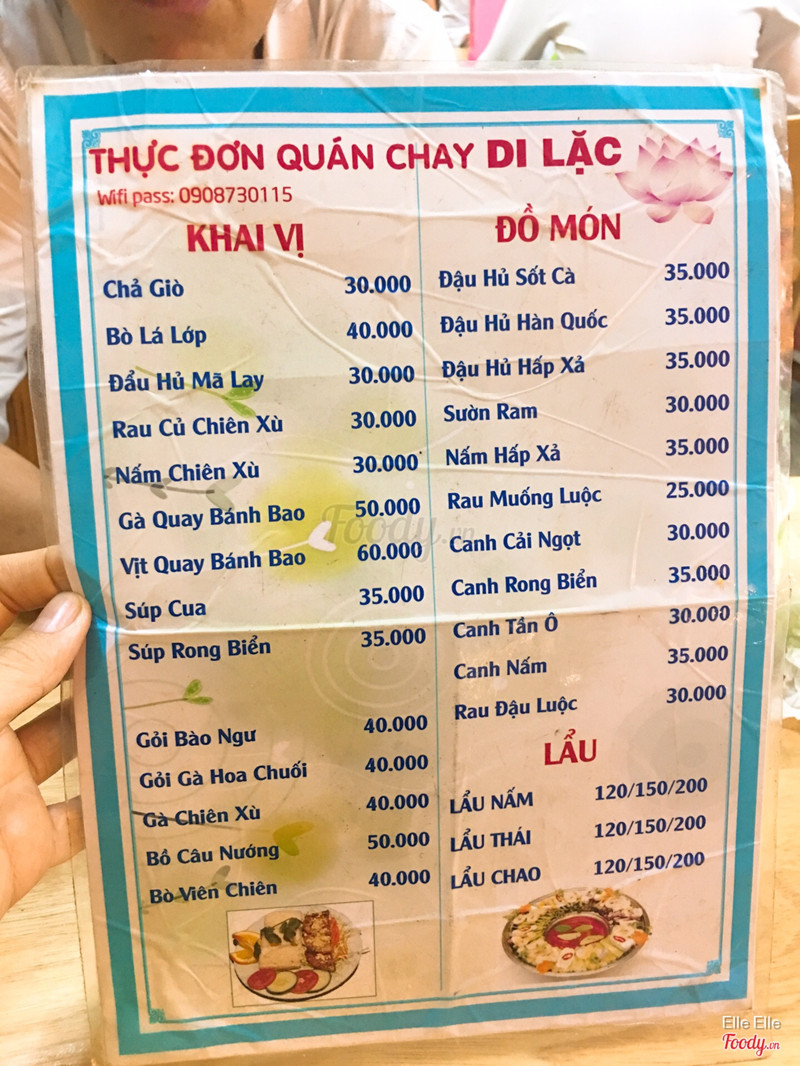 THỰC ĐƠN QUÁN CHAY DI LẶC
Wifi pass: 0908730115
KHAI VỊ
Chả Giò 30.000
Bò Lá Lớp 40.000
Đẩu Hủ Mã Lay 30.000
Rau Củ Chiên Xù 30.000
Nấm Chiên Xù 30.000
Gà Quay Bánh Bao 50.000
Vịt Quay Bánh Bao 60.000
Súp Cua 35.000
Súp Rong Biển 35.000
Gỏi Bào Ngư 40.000
Gỏi Gà Hoa Chuối 40.000
Gà Chiên Xù 40.000
Bồ Câu Nướng 50.000
Bò Viên Chiên 40.000
ĐỒ MÓN
Đậu Hủ Sốt Cà 35.000
Đậu Hủ Hàn Quốc 35.000
Đậu Hủ Hấp Xả 35.000
Sườn Ram 30.000
Nấm Hấp Xả 35.000
Rau Muống Luộc 25.000
Canh Cải Ngọt 30.000
Canh Rong Biển 35.000
Canh Tần Ô 30.000
Canh Nấm 35.000
Rau Đậu Luộc 30.000
LẨU
LẨU NẤM 120/150/200
LẨU THÁI 120/150/200
LẨU CHAO 120/150/200
Foody.vn
Elle Elle
Foody.vn